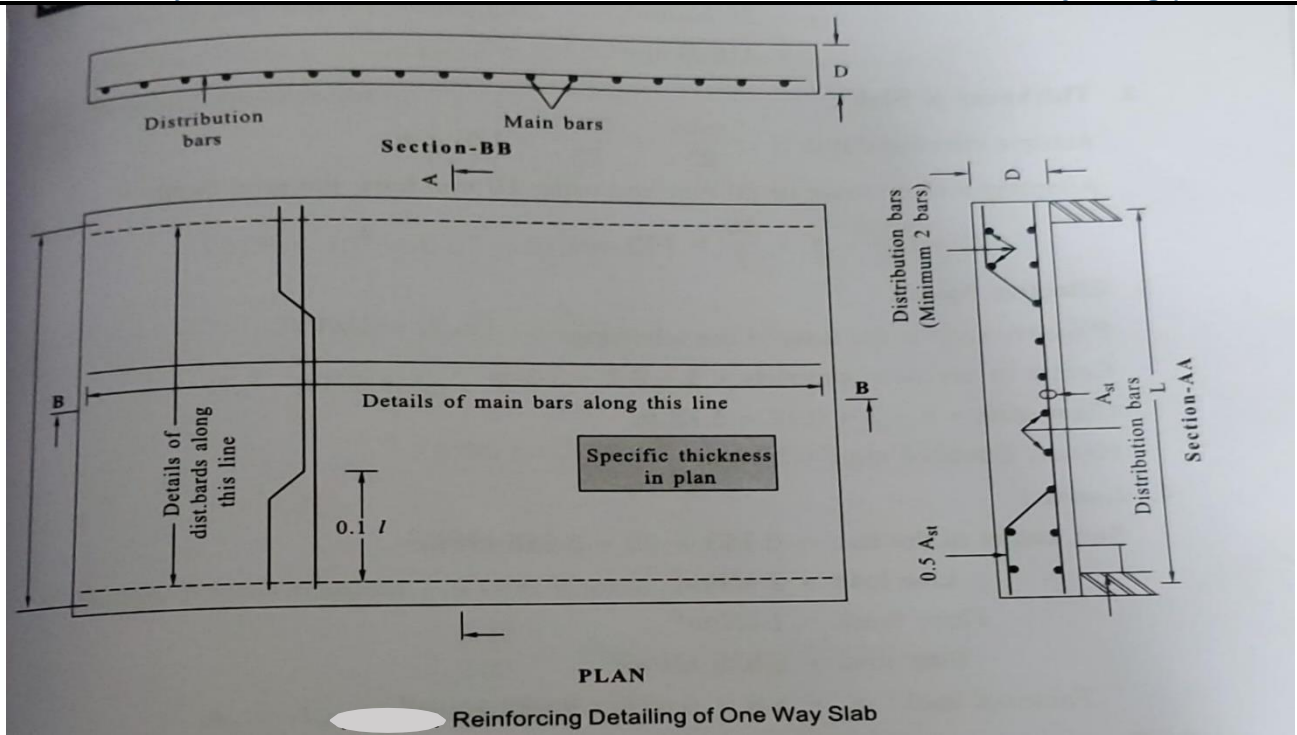 D
Distribution
bars
Main bars
Section-BB
A
D
Distribution bars
(Minimum 2 bars)
B
B
Details of main bars along this line
Details of
dist.bards along
this line
Specific thickness
in plan
0.1 l
0.5 Ast
Ast
Distribution bars
L
Section-AA
PLAN
Reinforcing Detailing of One Way Slab